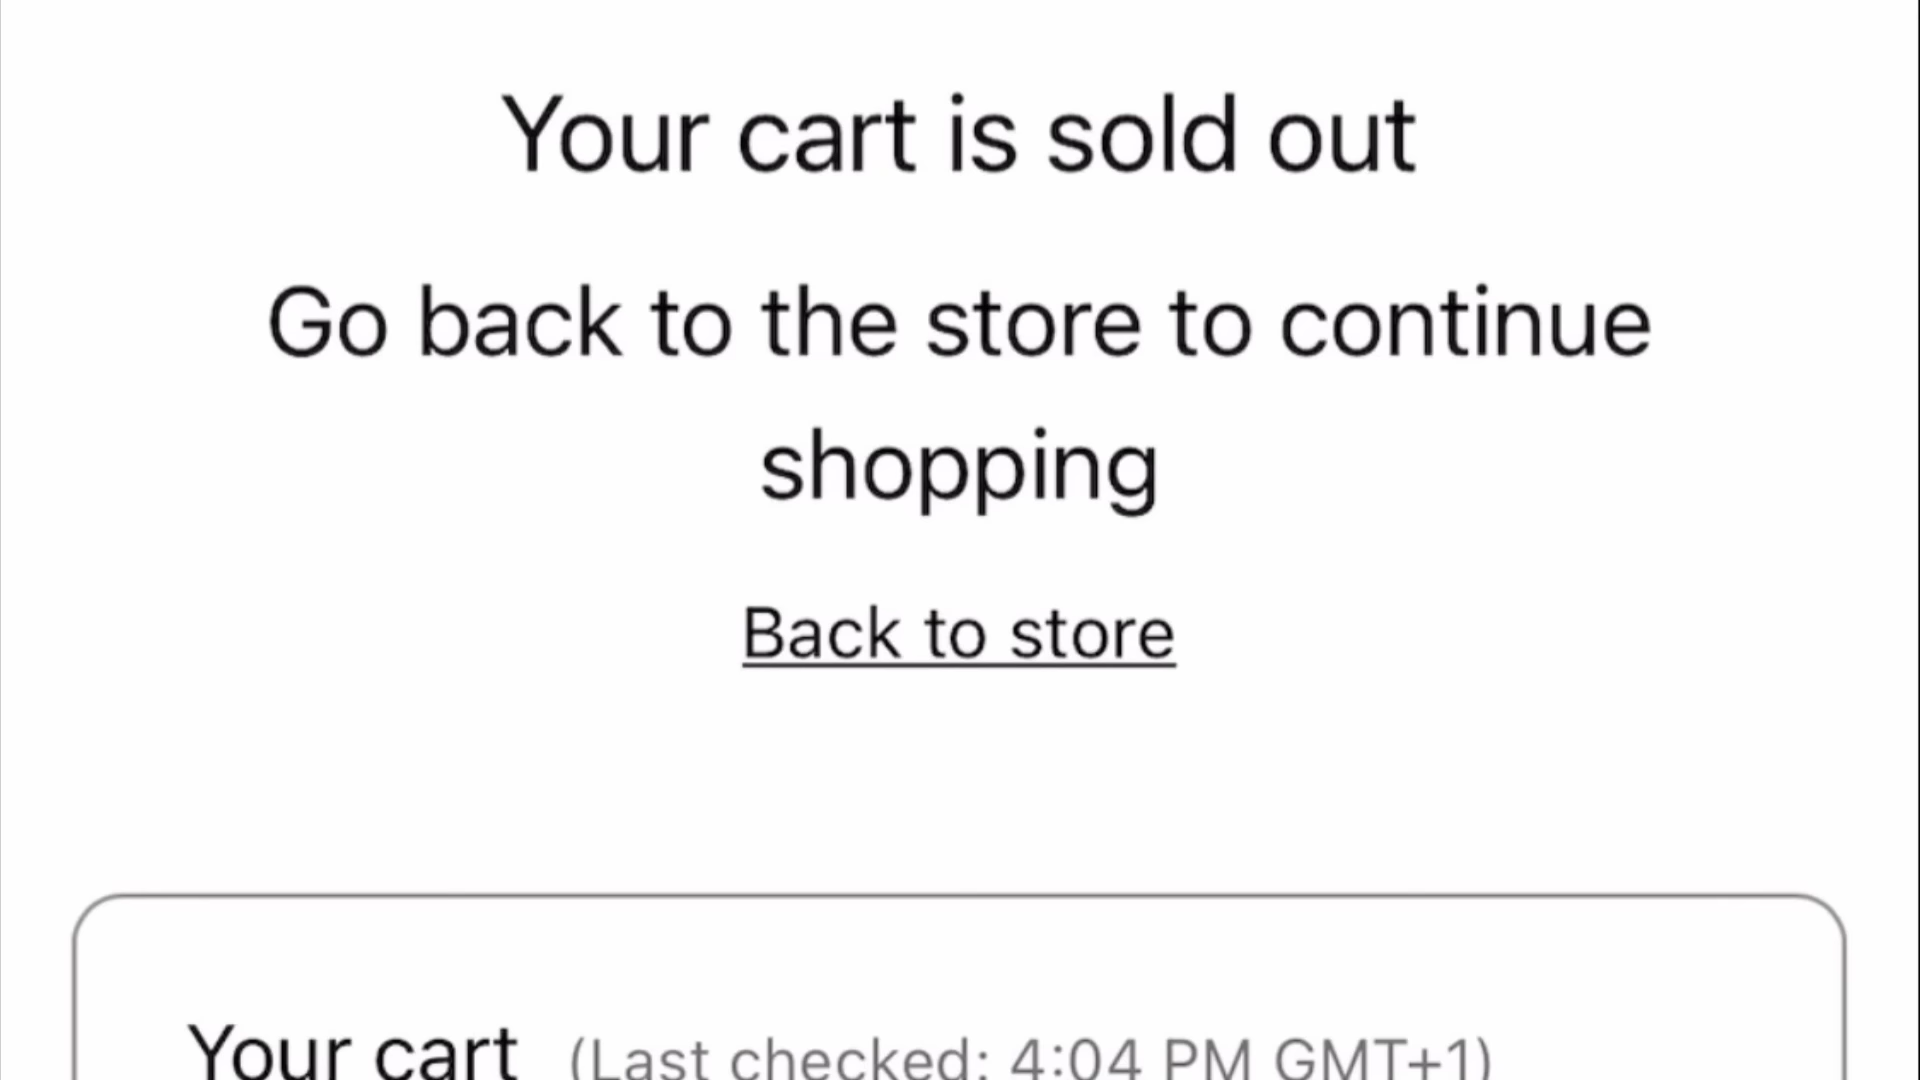 Your cart is sold out
Go back to the store to continue
shopping
Back to store
Your cart (Last checked: 4:04 PM GMT+1)